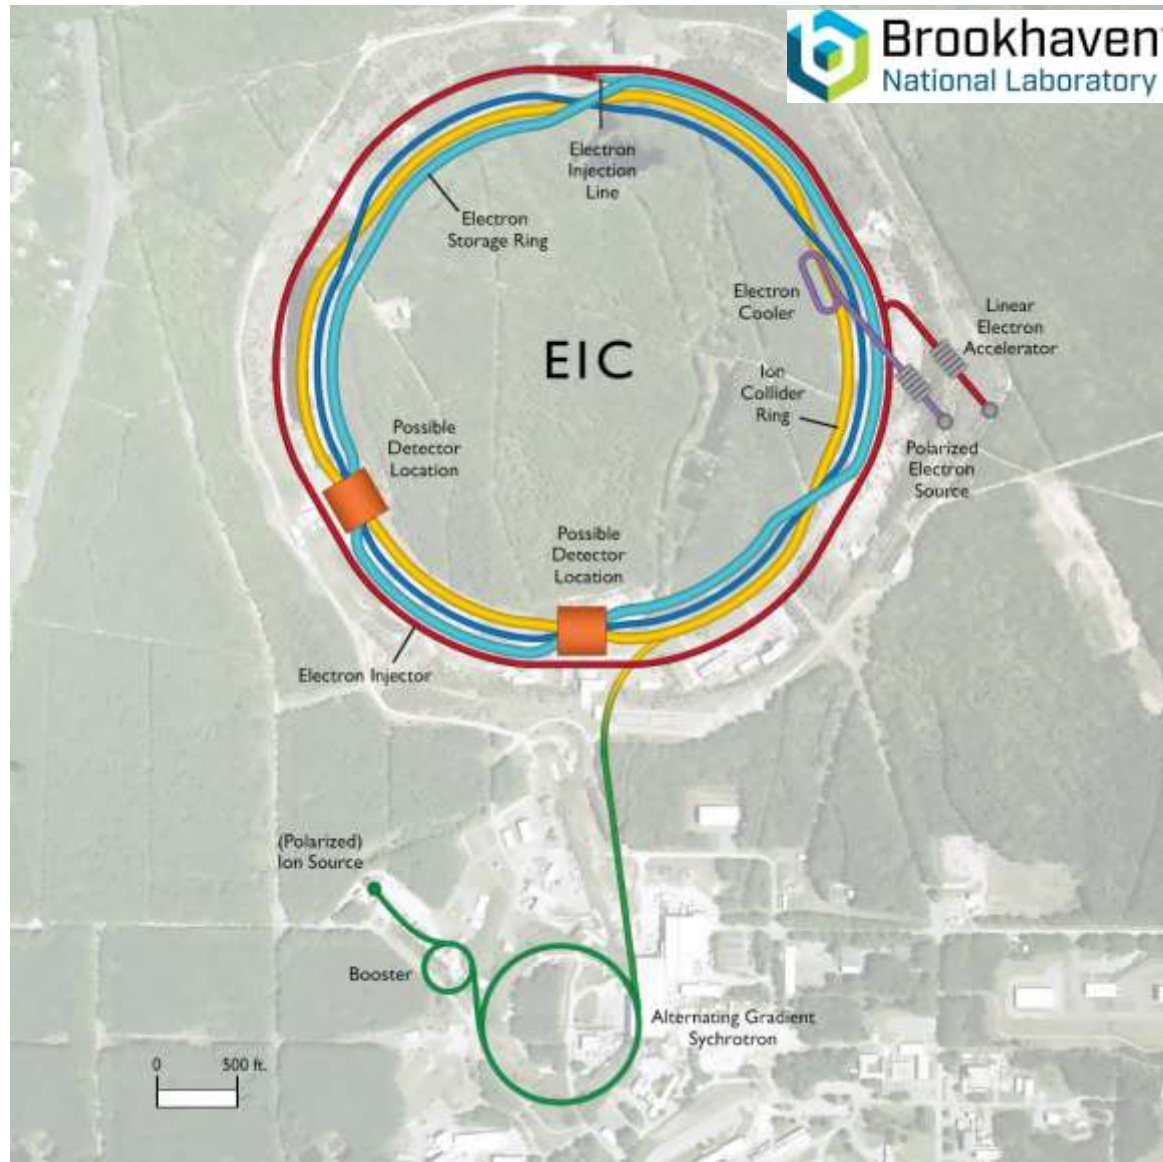 Brookhaven
National Laboratory
Electron
Injection
Line
Electron
Storage Ring
Electron
Cooler
Linear
Electron
Accelerator
EIC
Ion
Collider
Ring
Possible
Detector
Location
Polarized
Electron
Source
Possible
Detector
Location
Electron Injector
(Polarized)
Ion Source
Booster
Alternating Gradient
Sychrotron
0 500 ft.